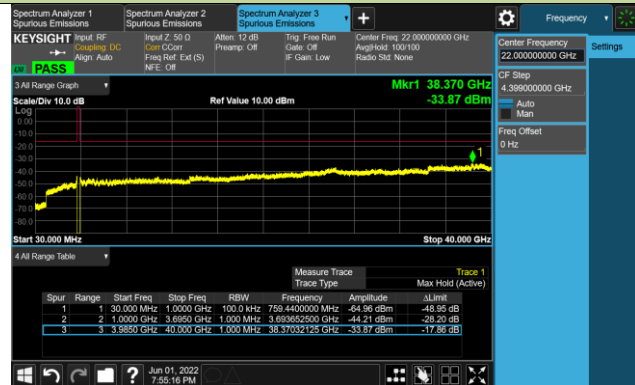 Spectrum Analyzer 1
Spurious Emissions
Spectrum Analyzer 2
Spurious Emissions
Spectrum Analyzer 3
Spurious Emissions
Frequency
KEYSIGHT
Input: RF
Coupling: DC
Align: Auto
Input Z: 50 Ω
Corr CCorr
Freq Ref: Ext (S)
NFE: Off
Atten: 12 dB
Preamp: Off
Trig: Free Run
Gate: Off
IF Gain: Low
Center Freq: 22.000000000 GHz
Avg|Hold: 100/100
Radio Std: None
PASS
Center Frequency
22.000000000 GHz
Settings
CF Step
4.399000000 GHz
Auto
Man
Freq Offset
0 Hz
3 All Range Graph
Mkr1 38.370 GHz
-33.87 dBm
Scale/Div 10.0 dB
Ref Value 10.00 dBm
Log
0.00
-10.0
-20.0
-30.0
-40.0
-50.0
-60.0
-70.0
-80.0
1
Start 30.000 MHz
Stop 40.000 GHz
4 All Range Table
Measure Trace Trace 1
Trace Type Max Hold (Active)
Spur Range Start Freq Stop Freq RBW Frequency Amplitude ΔLimit
1 1 30.000 MHz 1.0000 GHz 100.0 kHz 759.4400000 MHz -64.96 dBm -48.95 dB
2 2 1.0000 GHz 3.6950 GHz 1.000 MHz 3.693652500 GHz -44.21 dBm -28.20 dB
3 3 3.9850 GHz 40.000 GHz 1.000 MHz 38.37032125 GHz -33.87 dBm -17.86 dB
Jun 01, 2022
7:55:16 PM